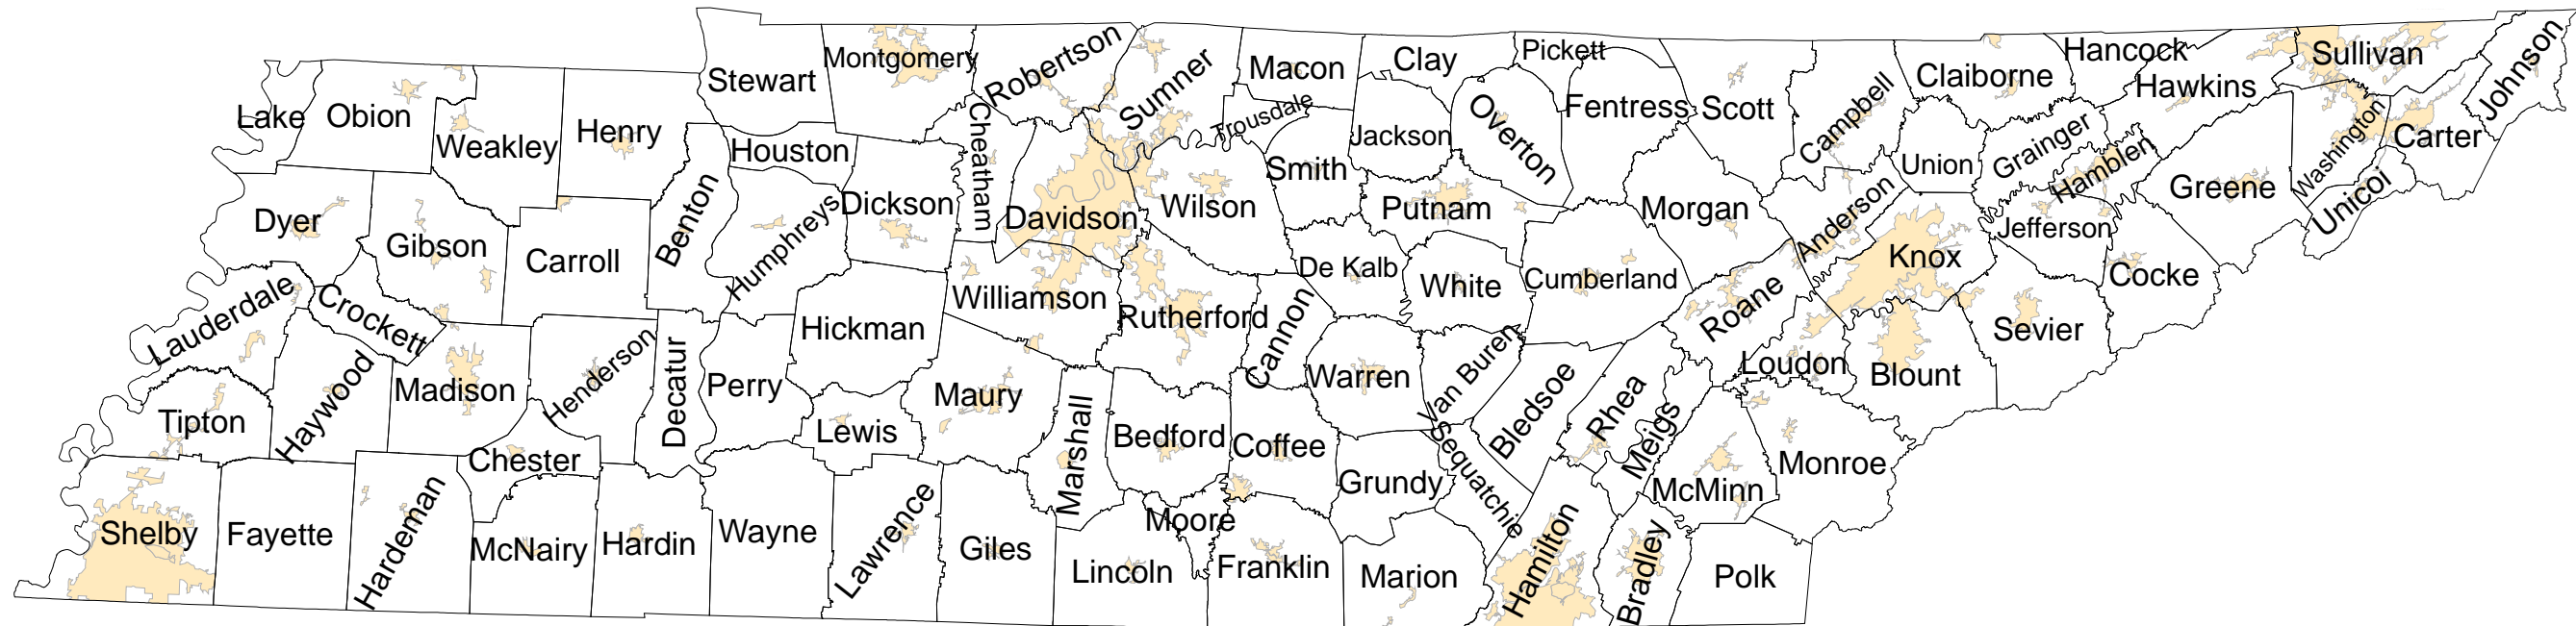 Lake
Obion
Weakley
Henry
Stewart
Montgomery
Robertson
Sumner
Macon
Clay
Pickett
Fentress
Scott
Campbell
Claiborne
Hancock
Hawkins
Sullivan
Johnson
Carter
Washington
Unicoi
Greene
Hamblen
Grainger
Union
Anderson
Morgan
Overton
Jackson
Trousdale
Smith
Wilson
Davidson
Cheatham
Dickson
Houston
Humphreys
Benton
Carroll
Gibson
Dyer
Lauderdale
Crockett
Haywood
Madison
Henderson
Decatur
Perry
Hickman
Williamson
Rutherford
Cannon
De Kalb
Putnam
White
Cumberland
Roane
Knox
Jefferson
Cocke
Sevier
Blount
Loudon
Monroe
McMinn
Meigs
Rhea
Bledsoe
Van Buren
Warren
Coffee
Bedford
Marshall
Maury
Lewis
Chester
Tipton
Shelby
Fayette
Hardeman
McNairy
Hardin
Wayne
Lawrence
Giles
Lincoln
Moore
Franklin
Grundy
Sequatchie
Marion
Hamilton
Bradley
Polk